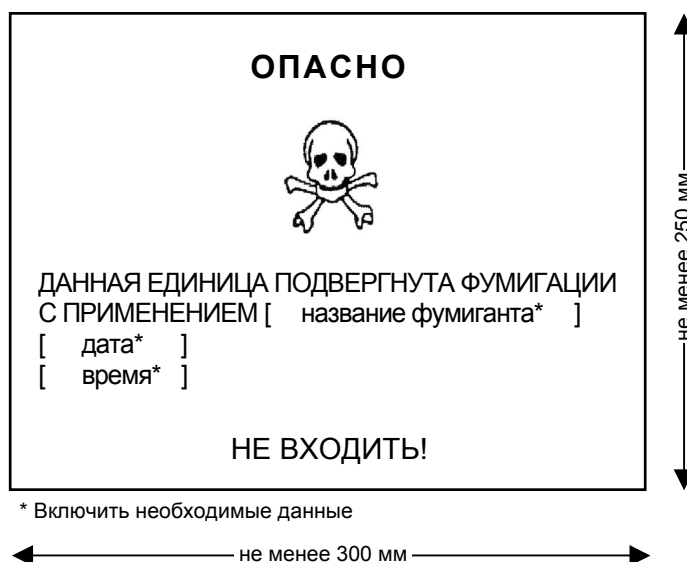 ОПАСНО
ДАННАЯ ЕДИНИЦА ПОДВЕРГНУТА ФУМИГАЦИИ
С ПРИМЕНЕНИЕМ [ название фумиганта* ]
[ дата* ]
[ время* ]
НЕ ВХОДИТЬ!
не менее 250 мм
* Включить необходимые данные
не менее 300 мм